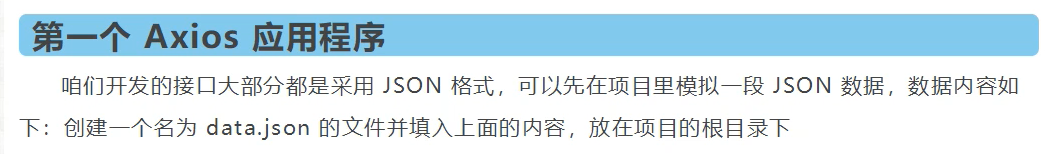 第一个 Axios 应用程序
咱们开发的接口大部分都是采用 JSON 格式，可以先在项目里模拟一段 JSON 数据，数据内容如
下：创建一个名为 data.json 的文件并填入上面的内容，放在项目的根目录下